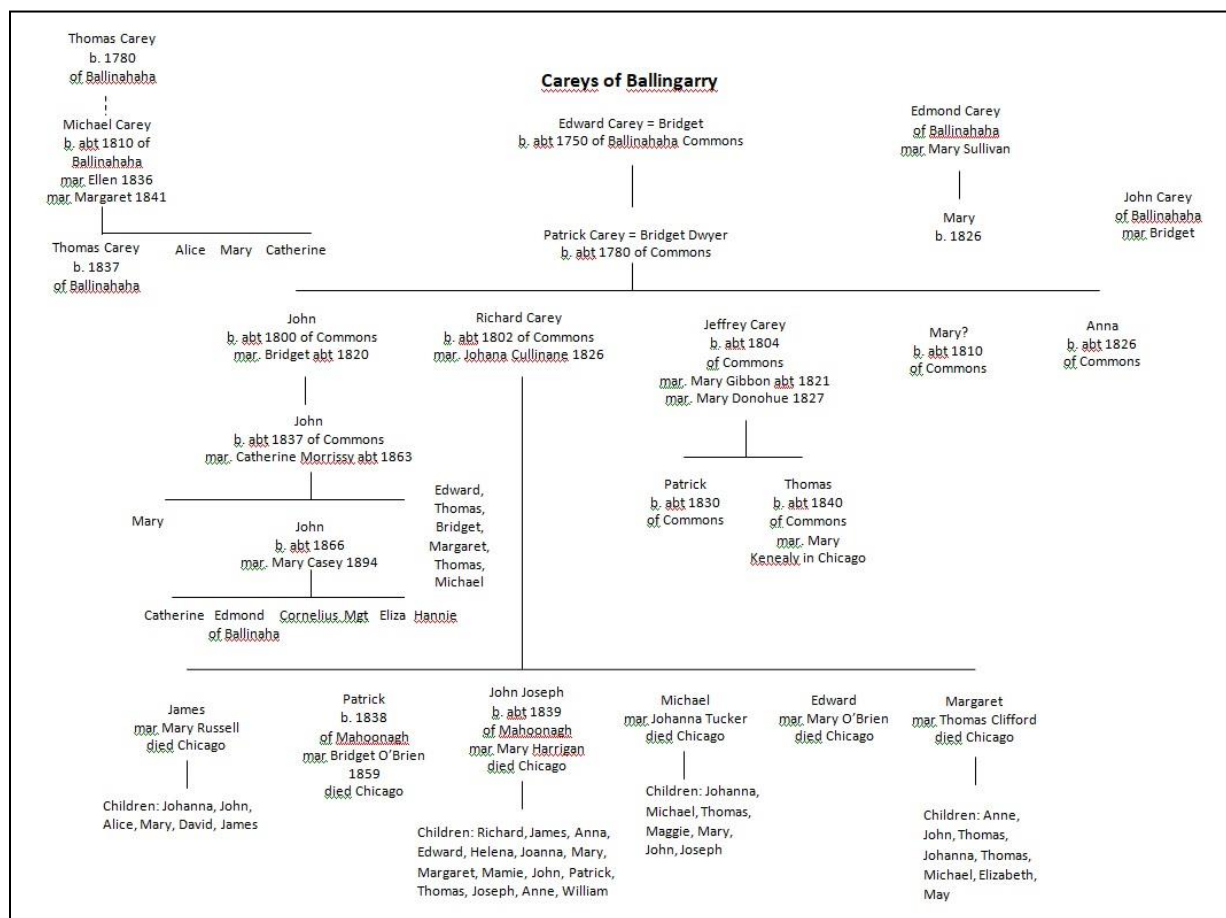 Careys of Ballingarry
Thomas Carey
b. 1780
of Ballinahaha
Michael Carey
b. abt 1810 of
Ballinahaha
mar Ellen 1836
mar Margaret 1841
Thomas Carey
b. 1837
of Ballinahaha
Alice Mary Catherine
Edward Carey = Bridget
b. abt 1750 of Ballinahaha Commons
Patrick Carey = Bridget Dwyer
b. abt 1780 of Commons
Edmond Carey
of Ballinahaha
mar Mary Sullivan
Mary
b. 1826
John Carey
of Ballinahaha
mar Bridget
John
b. abt 1800 of Commons
mar. Bridget abt 1820
Richard Carey
b. abt 1802 of Commons
mar. Johana Cullinane 1826
Jeffrey Carey
b. abt 1804
of Commons
mar. Mary Gibbon abt 1821
mar. Mary Donohue 1827
Mary?
b. abt 1810
of Commons
Anna
b. abt 1826
of Commons
John
b. abt 1837 of Commons
mar. Catherine Morrissy abt 1863
Mary
John
b. abt 1866
mar. Mary Casey 1894
Catherine Edmond Cornelius Mgt Eliza Hannie
of Ballinaha
Edward,
Thomas,
Bridget,
Margaret,
Thomas,
Michael
Patrick
b. abt 1830
of Commons
Thomas
b. abt 1840
of Commons
mar. Mary
Kenealy in Chicago
James
mar Mary Russell
died Chicago
Children: Johanna, John,
Alice, Mary, David, James
Patrick
b. 1838
of Mahoonagh
mar Bridget O'Brien
1859
died Chicago
John Joseph
b. abt 1839
of Mahoonagh
mar Mary Harrigan
died Chicago
Children: Richard, James, Anna,
Edward, Helena, Joanna, Mary,
Margaret, Mamie, John, Patrick,
Thomas, Joseph, Anne, William
Michael
mar Johanna Tucker
died Chicago
Children: Johanna,
Michael, Thomas,
Maggie, Mary,
John, Joseph
Edward
mar Mary O'Brien
died Chicago
Margaret
mar Thomas Clifford
died Chicago
Children: Anne,
John, Thomas,
Johanna, Thomas,
Michael, Elizabeth,
May